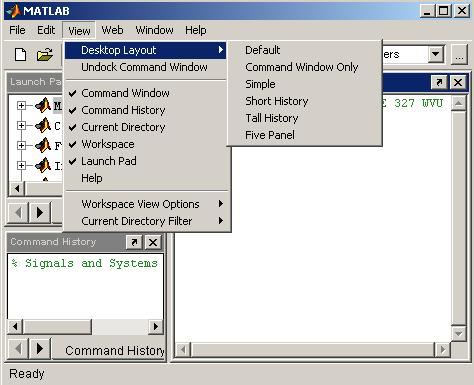 MATLAB
File Edit View Web Window Help
Desktop Layout
Undock Command Window
Command Window
Command History
Current Directory
Workspace
Launch Pad
Help
Workspace View Options
Current Directory Filter
Default
Command Window Only
Simple
Short History
Tall History
Five Panel
...
Launch
327 WVU
Command History
% Signals and Systems
Command History
Ready